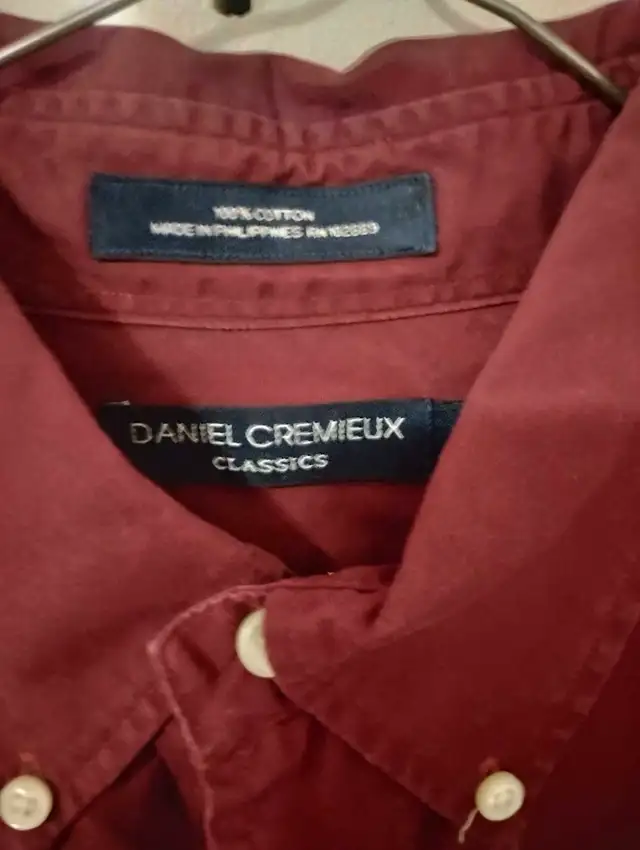 100% COTTON
MADE IN PHILIPPINES RN 102889
DANIEL CREMIEUX
CLASSICS